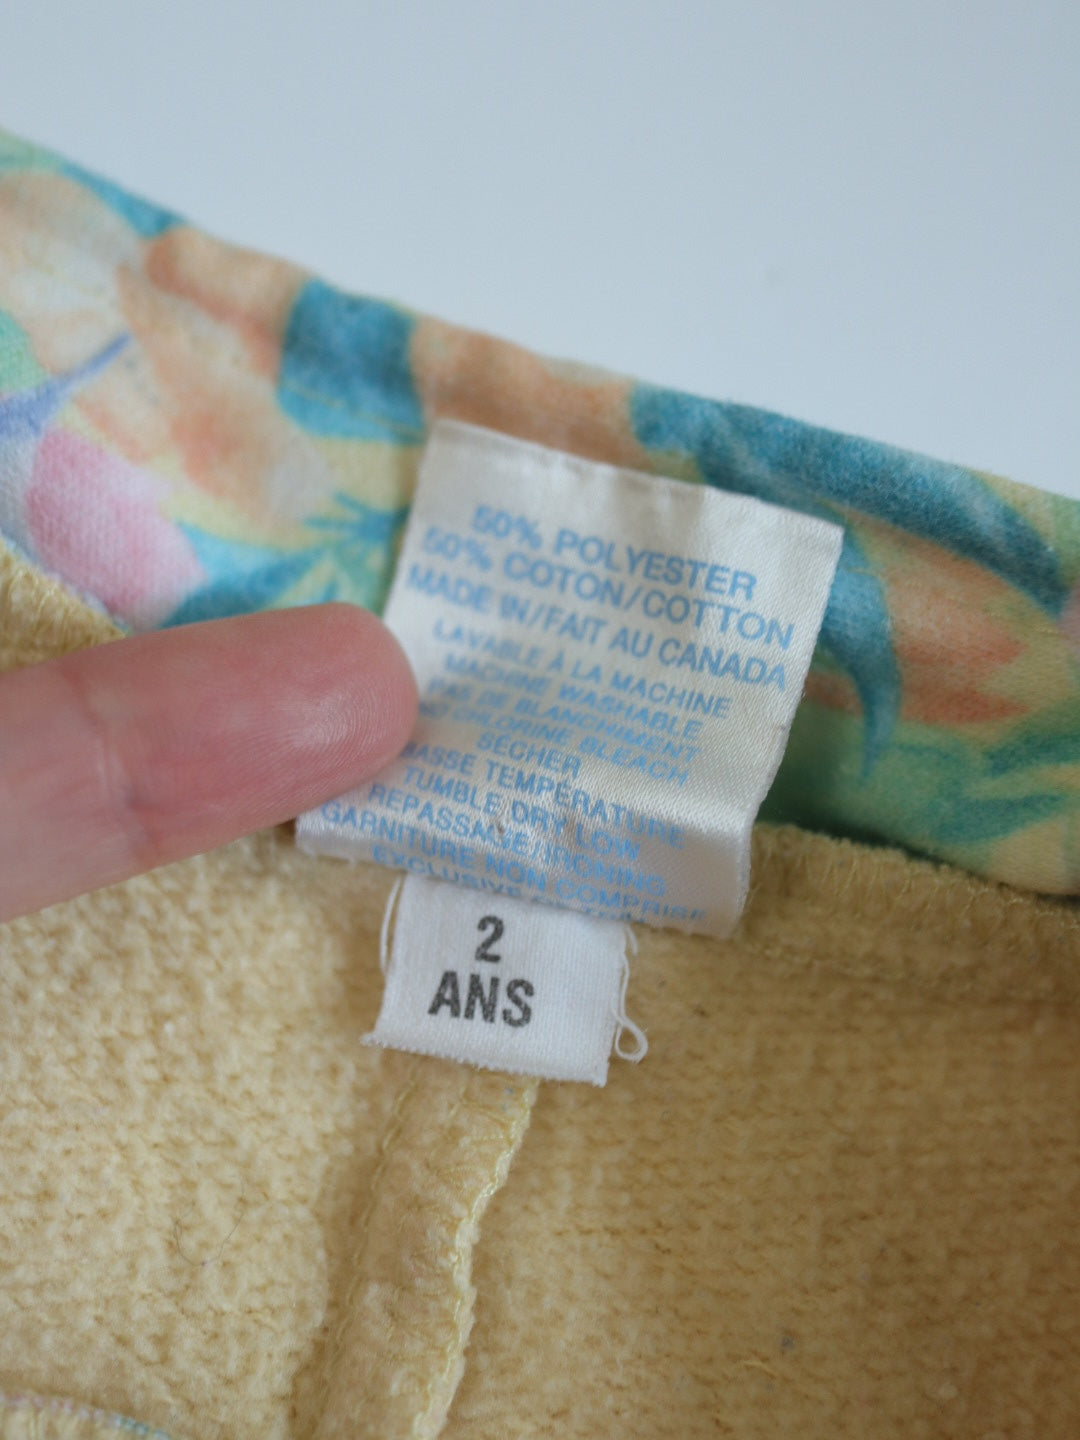 50% POLYESTER
50% COTON/COTTON
MADE IN/FAIT AU CANADA
LAVABLE À LA MACHINE
MACHINE WASHABLE
PAS DE BLANCHIMENT
NO CHLORINE BLEACH
SÉCHER
BASSE TEMPÉRATURE
TUMBLE DRY LOW
REPASSAGE/IRONING
GARNITURE NON COMPRISE
EXCLUSIVE
2
ANS